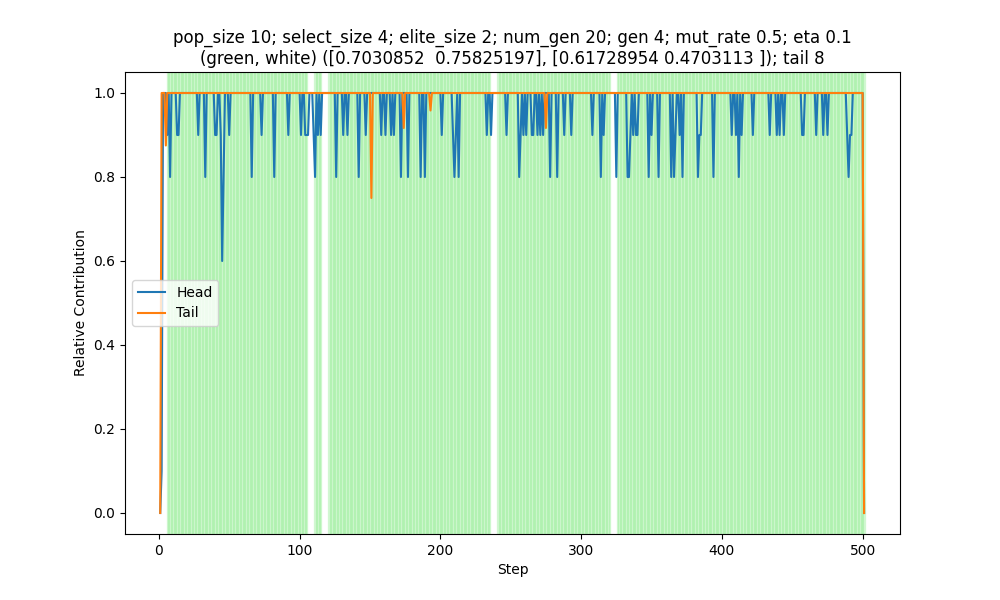 pop_size 10; select_size 4; elite_size 2; num_gen 20; gen 4; mut_rate 0.5; eta 0.1
(green, white) ([0.7030852  0.75825197], [0.61728954 0.4703113 ]); tail 8
1.0
0.8
0.6
0.4
0.2
0.0
Relative Contribution
Head
Tail
0
100
200
300
400
500
Step